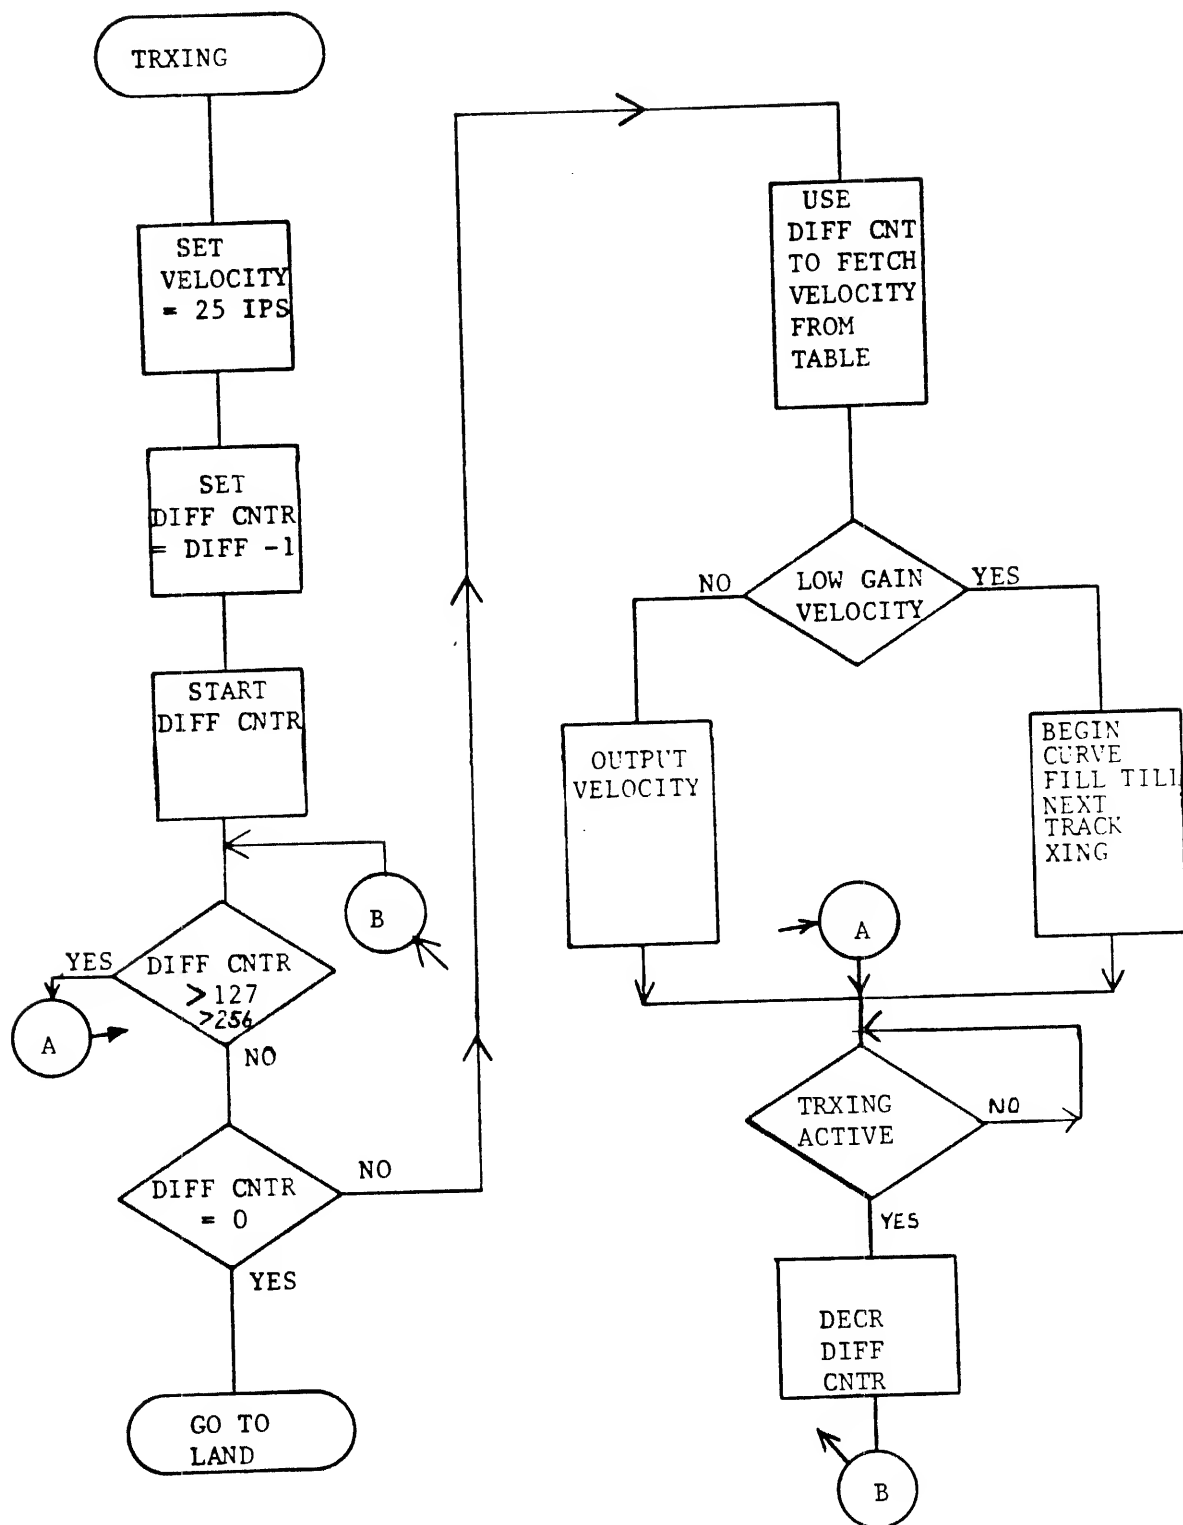 TRXING
SET
VELOCITY
= 25 IPS
SET
DIFF CNTR
= DIFF -1
START
DIFF CNTR
B
YES
DIFF CNTR
> 127
>256
A
NO
DIFF CNTR
= 0
NO
YES
GO TO
LAND
USE
DIFF CNT
TO FETCH
VELOCITY
FROM
TABLE
NO
LOW GAIN
VELOCITY
YES
OUTPUT
VELOCITY
BEGIN
CURVE
FILL TILL
NEXT
TRACK
XING
A
TRXING
ACTIVE
NO
YES
DECR
DIFF
CNTR
B